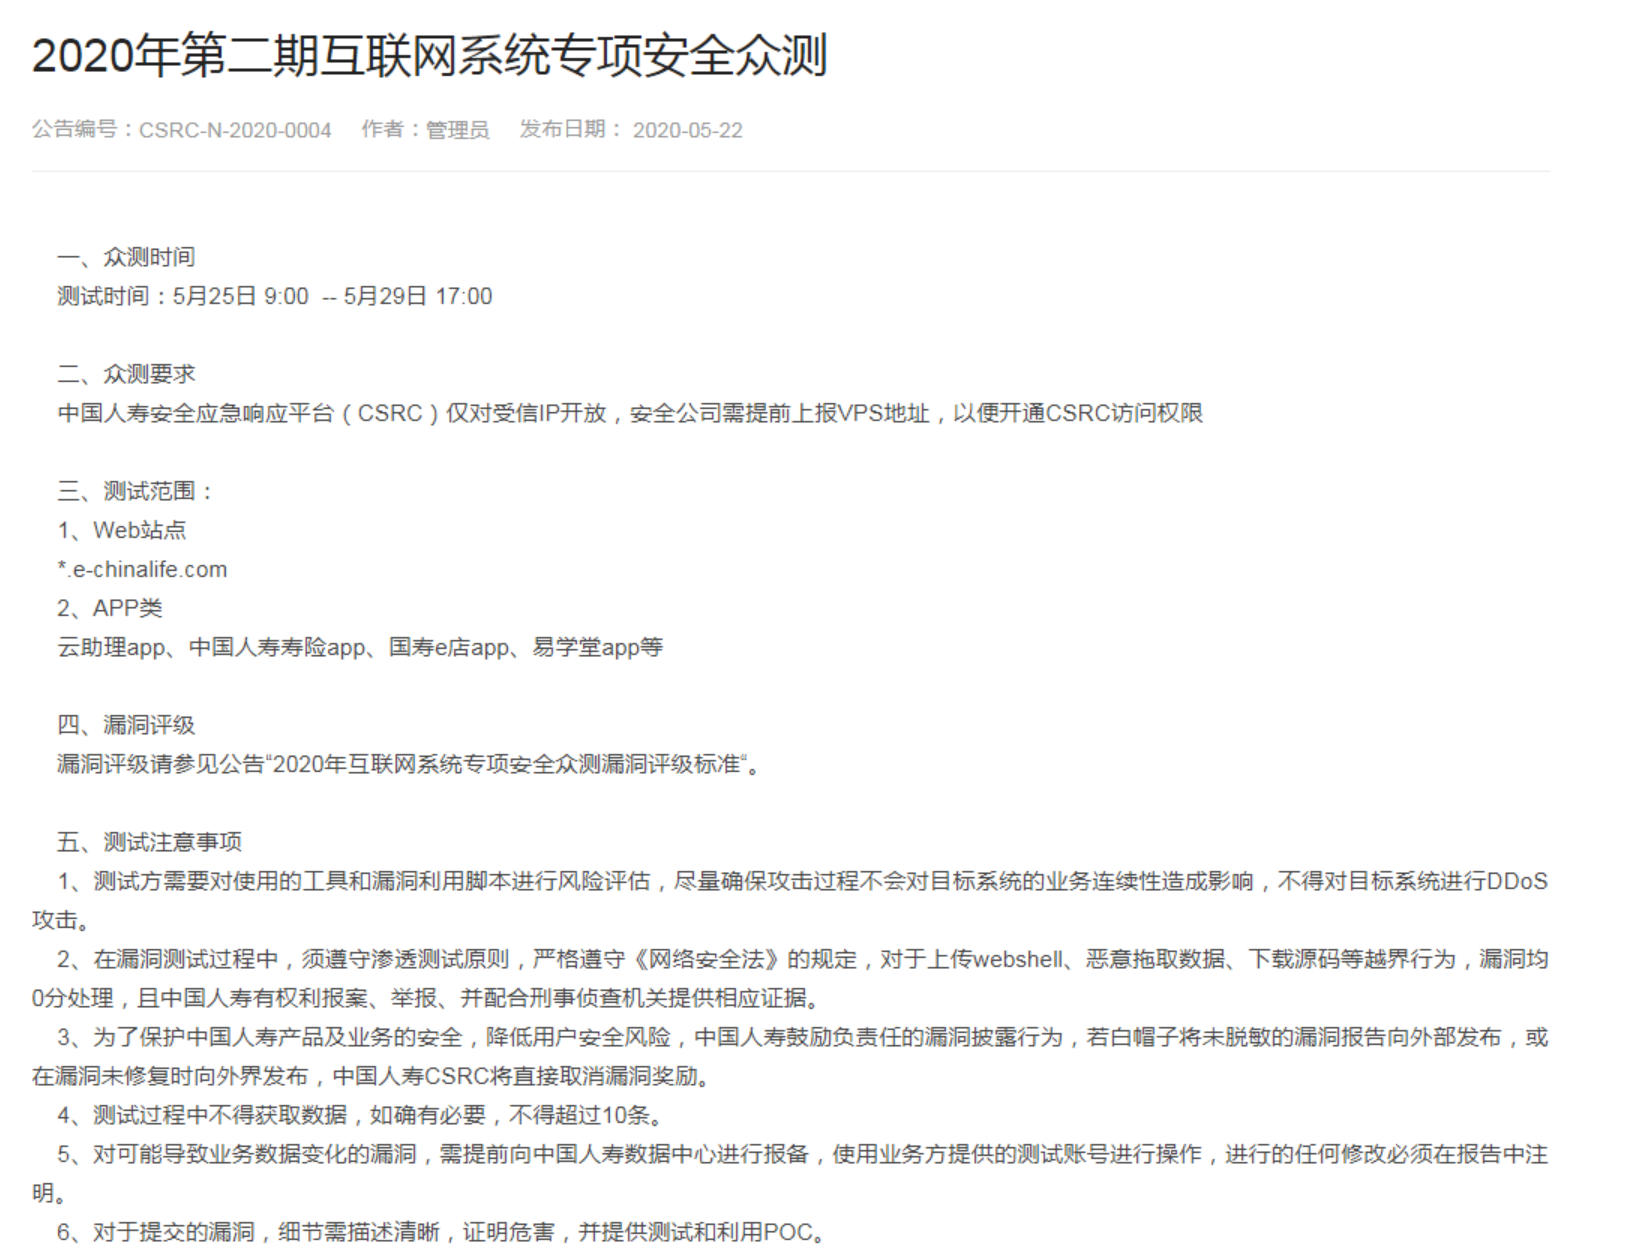 2020年第二期互联网系统专项安全众测
公告编号：CSRC-N-2020-0004 作者：管理员 发布日期： 2020-05-22
一、众测时间
测试时间：5月25日 9:00 -- 5月29日 17:00
二、众测要求
中国人寿安全应急响应平台（CSRC）仅对受信IP开放，安全公司需提前上报VPS地址，以便开通CSRC访问权限
三、测试范围：
1、Web站点
*.e-chinalife.com
2、APP类
云助理app、中国人寿寿险app、国寿e店app、易学堂app等
四、漏洞评级
漏洞评级请参见公告“2020年互联网系统专项安全众测漏洞评级标准“。
五、测试注意事项
1、测试方需要对使用的工具和漏洞利用脚本进行风险评估，尽量确保攻击过程不会对目标系统的业务连续性造成影响，不得对目标系统进行DDoS
攻击。
2、在漏洞测试过程中，须遵守渗透测试原则，严格遵守《网络安全法》的规定，对于上传webshell、恶意拖取数据、下载源码等越界行为，漏洞均
0分处理，且中国人寿有权利报案、举报、并配合刑事侦查机关提供相应证据。
3、为了保护中国人寿产品及业务的安全，降低用户安全风险，中国人寿鼓励负责任的漏洞披露行为，若白帽子将未脱敏的漏洞报告向外部发布，或
在漏洞未修复时向外界发布，中国人寿CSRC将直接取消漏洞奖励。
4、测试过程中不得获取数据，如确有必要，不得超过10条。
5、对可能导致业务数据变化的漏洞，需提前向中国人寿数据中心进行报备，使用业务方提供的测试账号进行操作，进行的任何修改必须在报告中注
明。
6、对于提交的漏洞，细节需描述清晰，证明危害，并提供测试和利用POC。